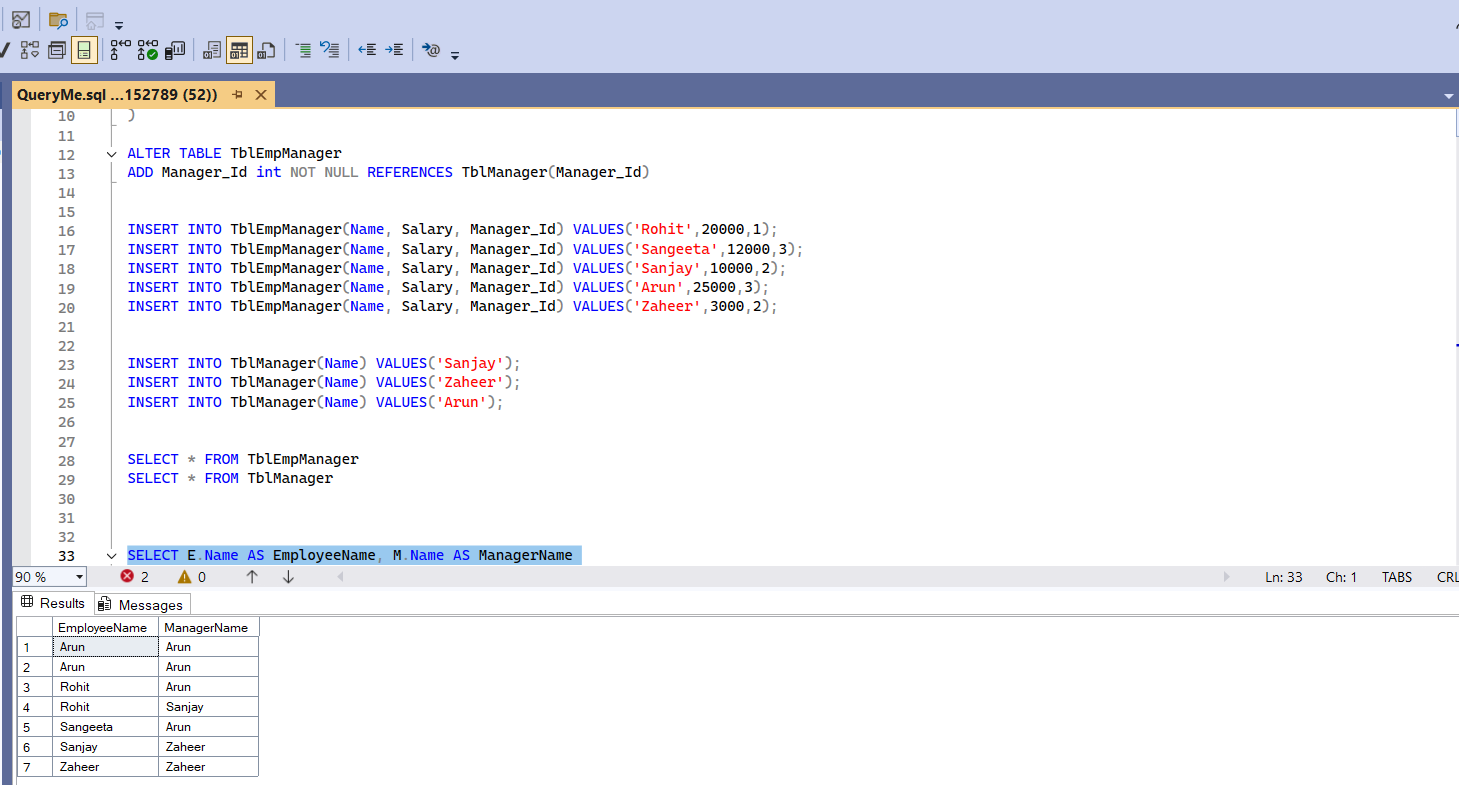 QueryMe.sql ...152789 (52))
10 )
11
12 ALTER TABLE TblEmpManager
13 ADD Manager_Id int NOT NULL REFERENCES TblManager(Manager_Id)
14
15
16 INSERT INTO TblEmpManager(Name, Salary, Manager_Id) VALUES('Rohit',20000,1);
17 INSERT INTO TblEmpManager(Name, Salary, Manager_Id) VALUES('Sangeeta',12000,3);
18 INSERT INTO TblEmpManager(Name, Salary, Manager_Id) VALUES('Sanjay',10000,2);
19 INSERT INTO TblEmpManager(Name, Salary, Manager_Id) VALUES('Arun',25000,3);
20 INSERT INTO TblEmpManager(Name, Salary, Manager_Id) VALUES('Zaheer',3000,2);
21
22
23 INSERT INTO TblManager(Name) VALUES('Sanjay');
24 INSERT INTO TblManager(Name) VALUES('Zaheer');
25 INSERT INTO TblManager(Name) VALUES('Arun');
26
27
28 SELECT * FROM TblEmpManager
29 SELECT * FROM TblManager
30
31
32
33 SELECT E.Name AS EmployeeName, M.Name AS ManagerName
90 % 2 0 Ln: 33 Ch: 1 TABS CRL
Results Messages
EmployeeName ManagerName
1 Arun Arun
2 Arun Arun
3 Rohit Arun
4 Rohit Sanjay
5 Sangeeta Arun
6 Sanjay Zaheer
7 Zaheer Zaheer